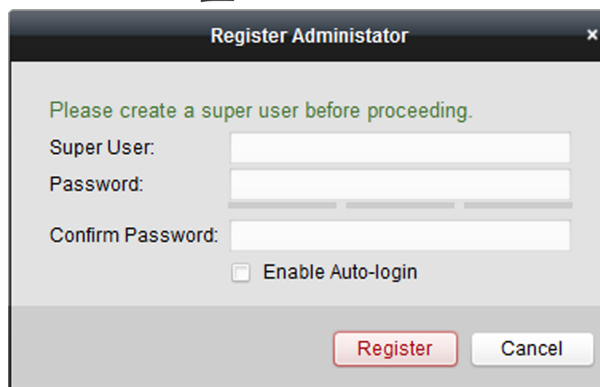 Register Administator
×
Please create a super user before proceeding.
Super User:
Password:
Confirm Password:
Enable Auto-login
Register Cancel